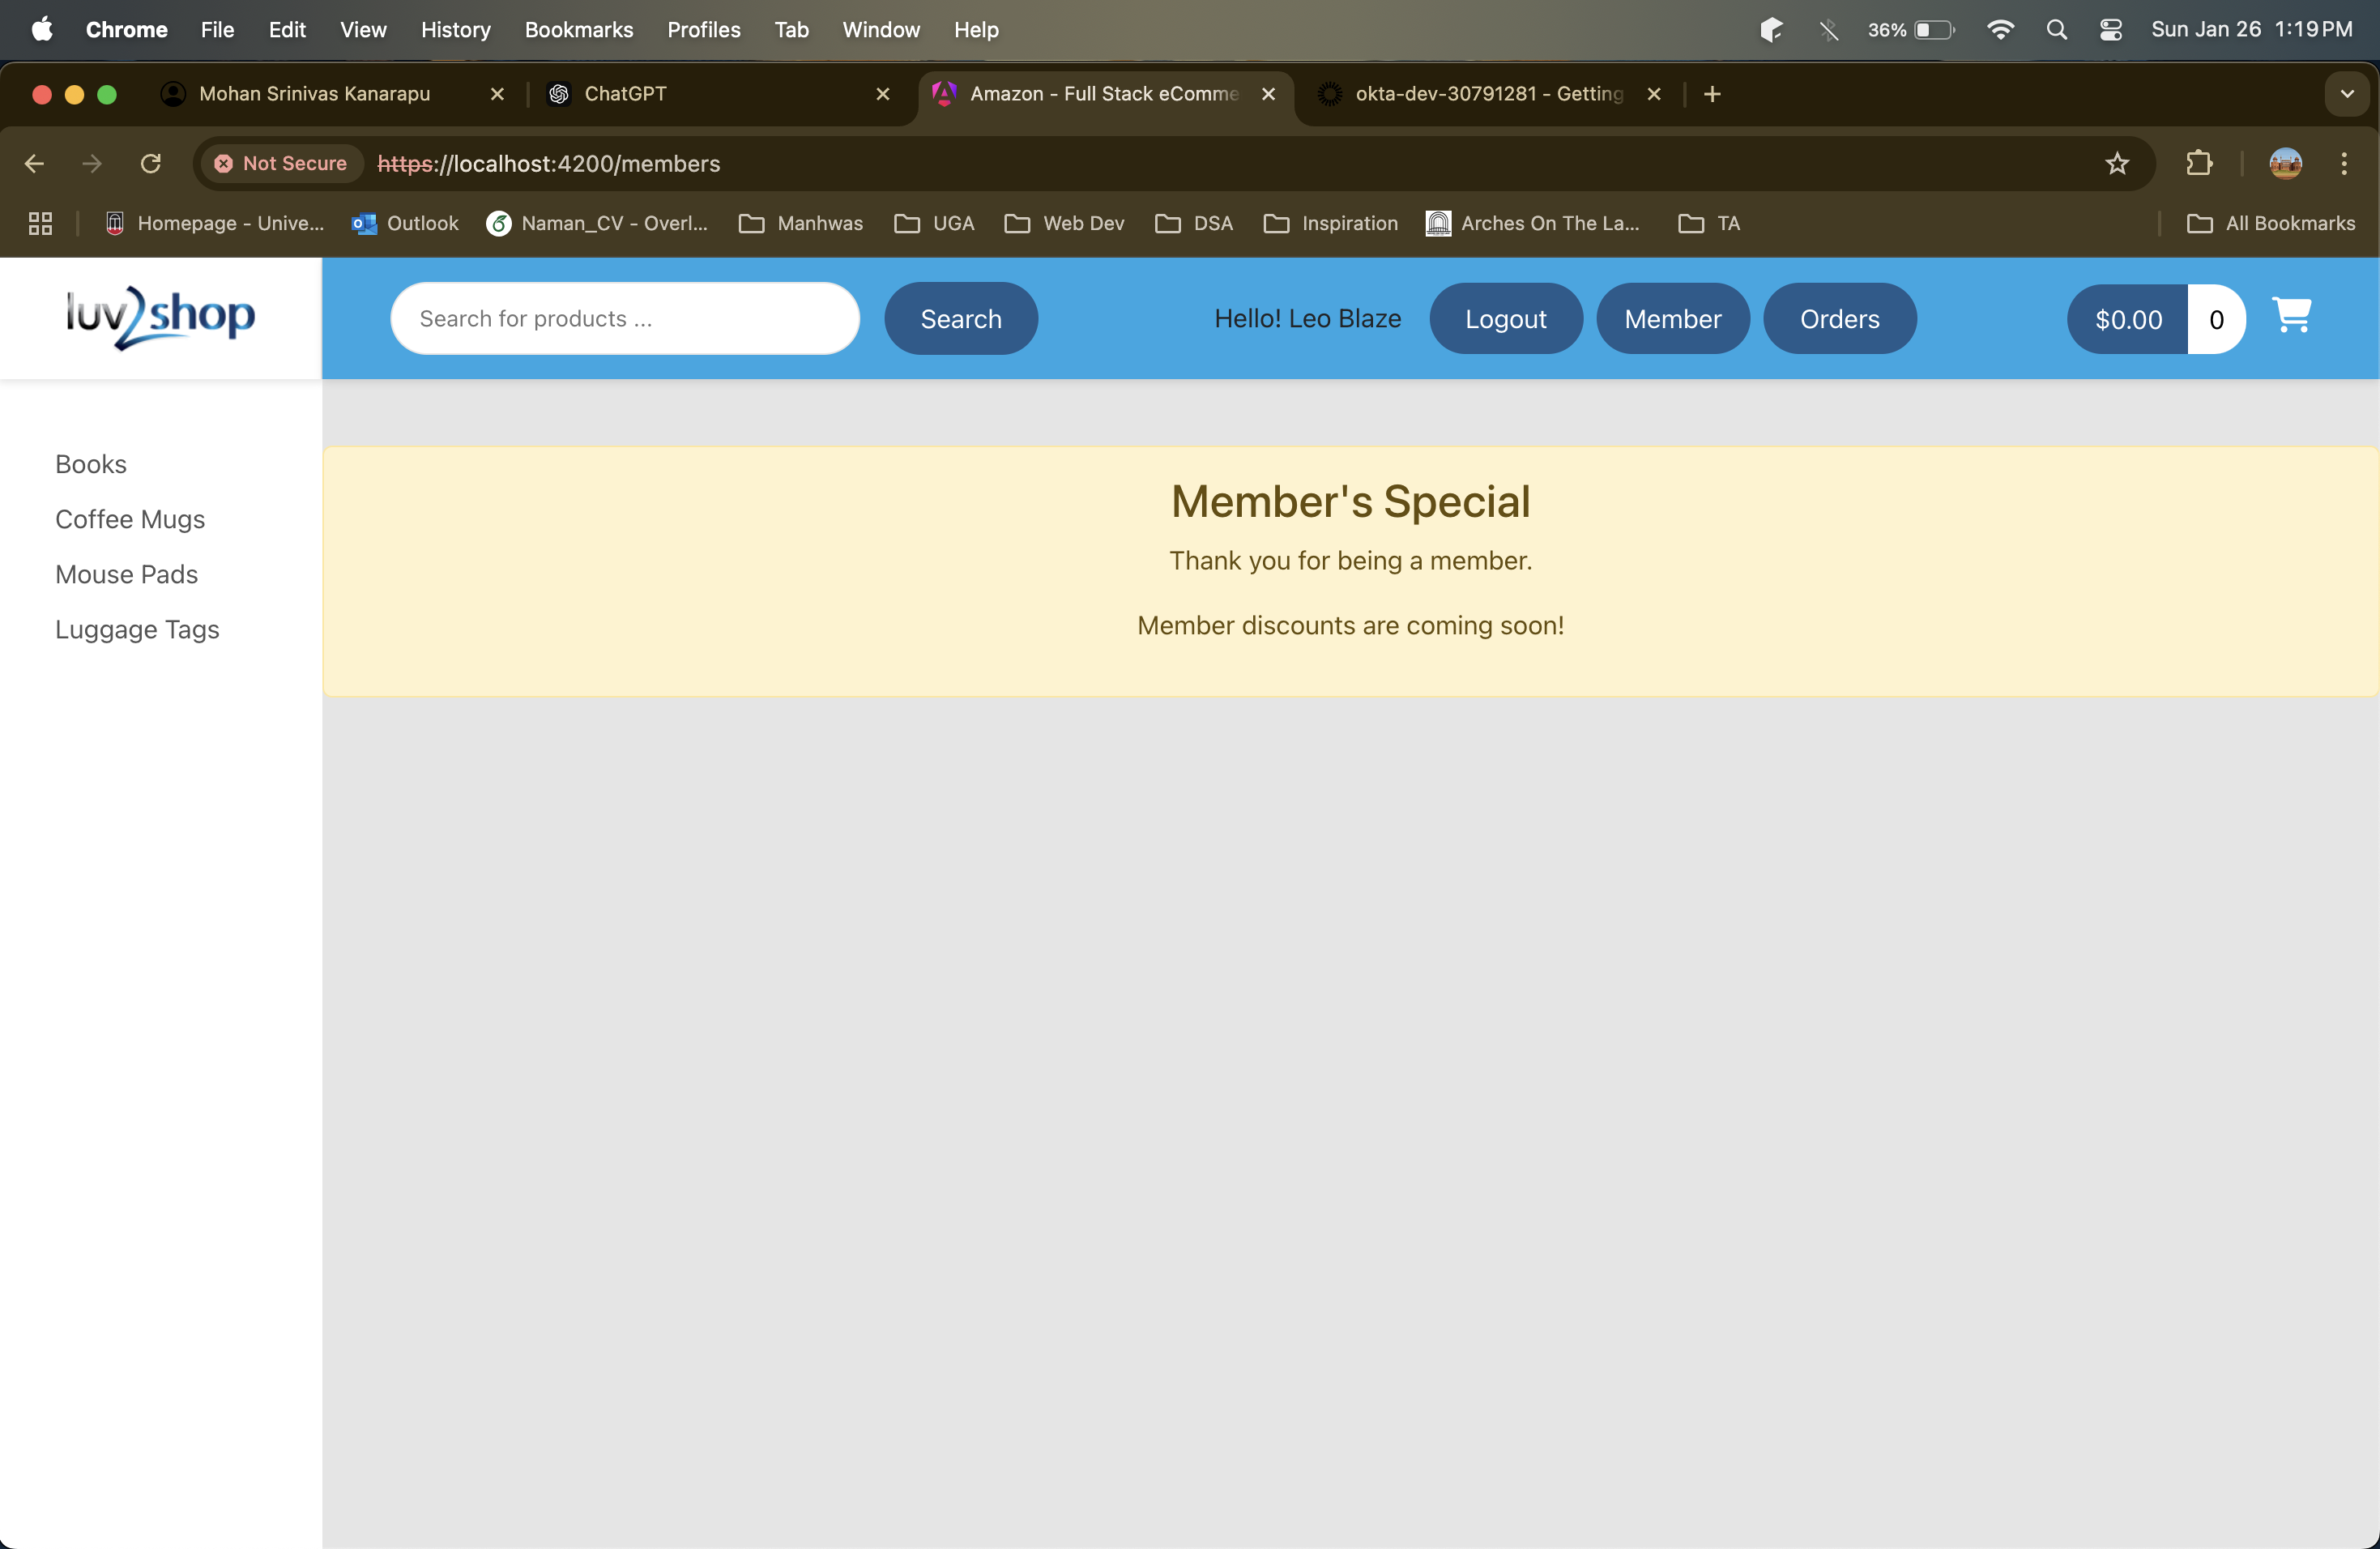 Chrome File Edit View History Bookmarks Profiles Tab Window Help 36% Sun Jan 26 1:19 PM
Mohan Srinivas Kanarapu ChatGPT Amazon - Full Stack eComme okta-dev-30791281 - Getting
Not Secure https://localhost:4200/members
Homepage - Unive... Outlook Naman_CV - Overl... Manhwas UGA Web Dev DSA Inspiration Arches On The La... TA All Bookmarks
luv2shop Search for products ... Search Hello! Leo Blaze Logout Member Orders $0.00 0
Books
Coffee Mugs
Mouse Pads
Luggage Tags
Member's Special
Thank you for being a member.
Member discounts are coming soon!